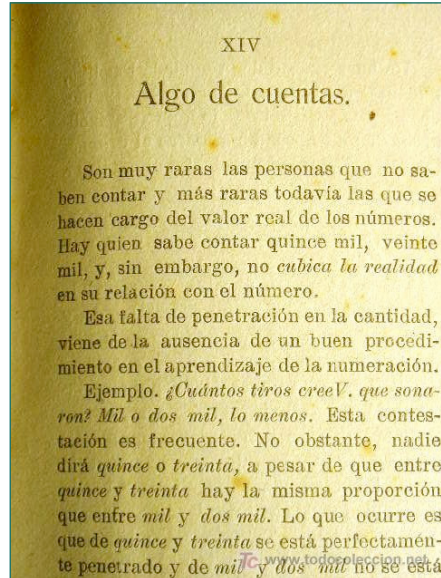 XIV
Algo de cuentas.
Son muy raras las personas que no sa-
ben contar y más raras todavía las que se
hacen cargo del valor real de los números.
Hay quien sabe contar quince mil, veinte
mil, y, sin embargo, no cubica la realidad
en su relación con el número.
Esa falta de penetración en la cantidad,
viene de la ausencia de un buen procedi-
miento en el aprendizaje de la numeración.
Ejemplo. ¿Cuántos tiros cree V. que sona-
ron? Mil o dos mil, lo menos. Esta contes-
tación es frecuente. No obstante, nadie
dirá quince o treinta, a pesar de que entre
quince y treinta hay la misma proporción
que entre mil y dos mil. Lo que ocurre es
que de quince y treinta se está perfectamen-
te penetrado y de mil y dos mil no se está
TC www.todocoleccion.net